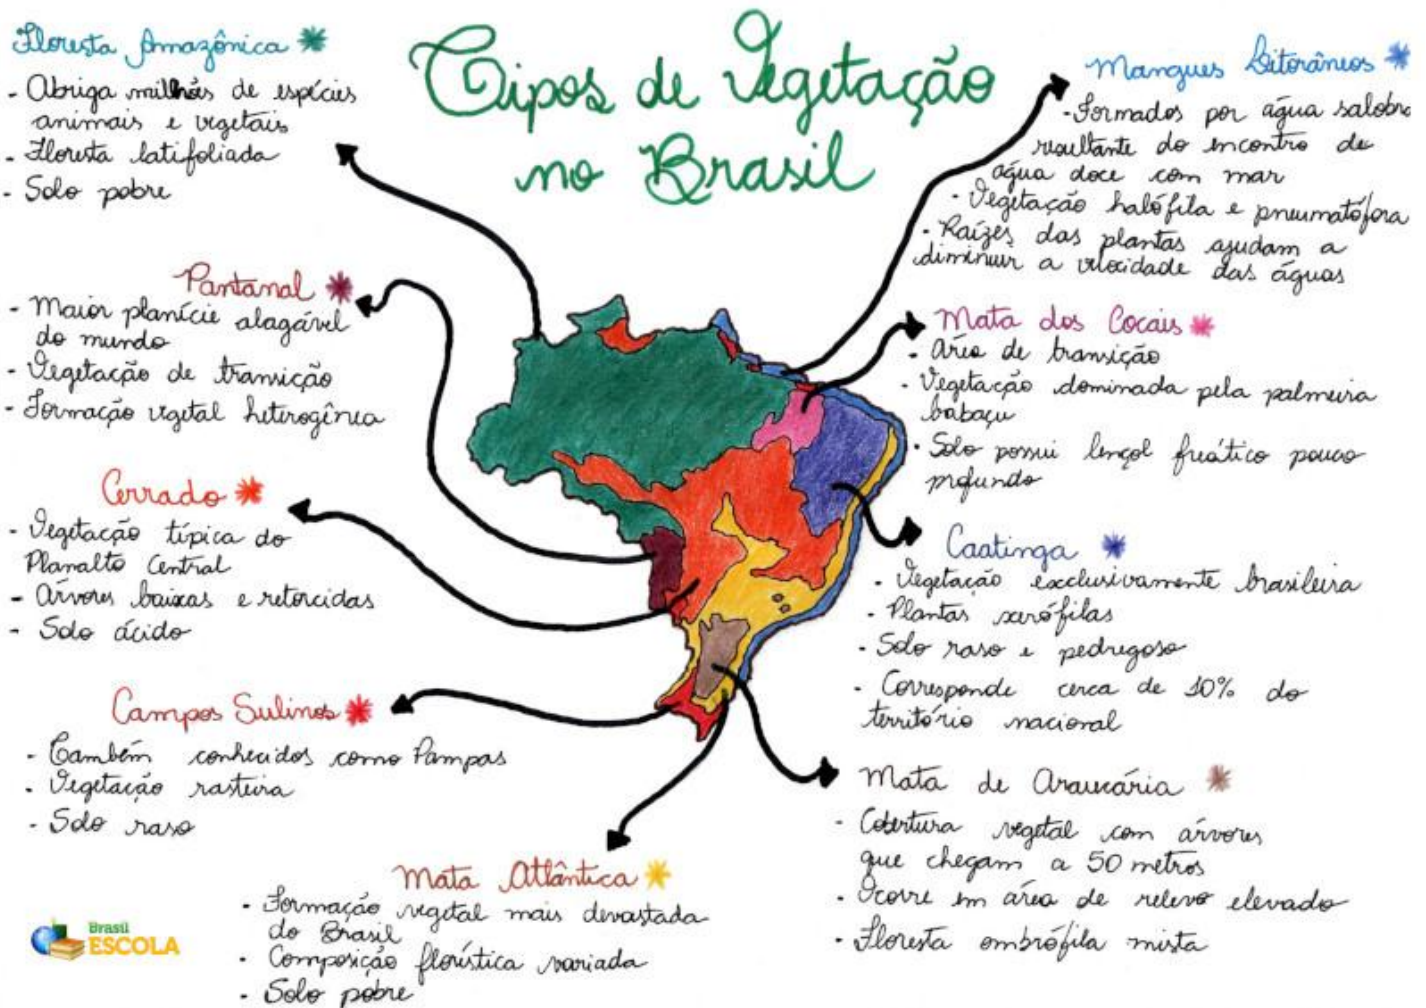 Tipos de Vegetação
no Brasil
Floresta Amazônica
- Abriga milhões de espécies
animais e vegetais
- Floresta latifoliada
- Solo pobre
Pantanal
- Maior planície alagável
do mundo
- Vegetação de transição
- Formação vegetal heterogênea
Cerrado
- Vegetação típica do
Planalto Central
- Árvores baixas e retorcidas
- Solo ácido
Campos Sulinos
- Também conhecidos como Pampas
- Vegetação rasteira
- Solo raso
Mata Atlântica
- Formação vegetal mais devastada
do Brasil
- Composição florística variada
- Solo pobre
Mangues Litorâneos
- Formados por água salobra
resultante do encontro de
água doce com mar
- Vegetação halófila e pneumatófora
- Raízes das plantas ajudam a
diminuir a velocidade das águas
Mata dos Cocais
- Área de transição
- Vegetação dominada pela palmeira
babaçu
- Solo possui lençol freático pouco
profundo
Caatinga
- Vegetação exclusivamente brasileira
- Plantas xerófilas
- Solo raso e pedregoso
- Corresponde cerca de 10% do
território nacional
Mata de Araucária
- Cobertura vegetal com árvores
que chegam a 50 metros
- Ocorre em área de relevo elevado
- Floresta ombrófila mista
Brasil
ESCOLA